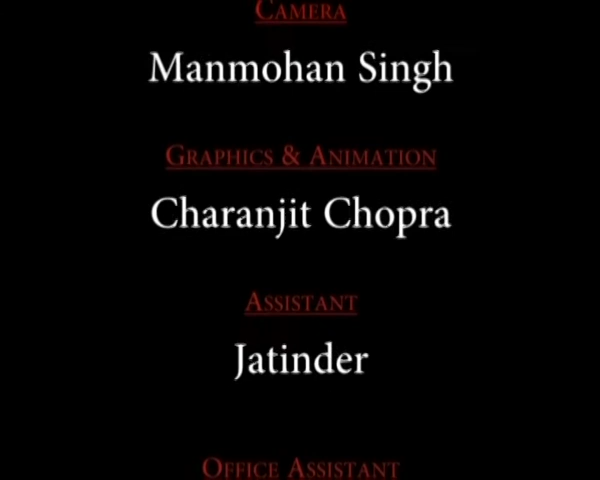 CAMERA
Manmohan Singh
GRAPHICS & ANIMATION
Charanjit Chopra
ASSISTANT
Jatinder
OFFICE ASSISTANT